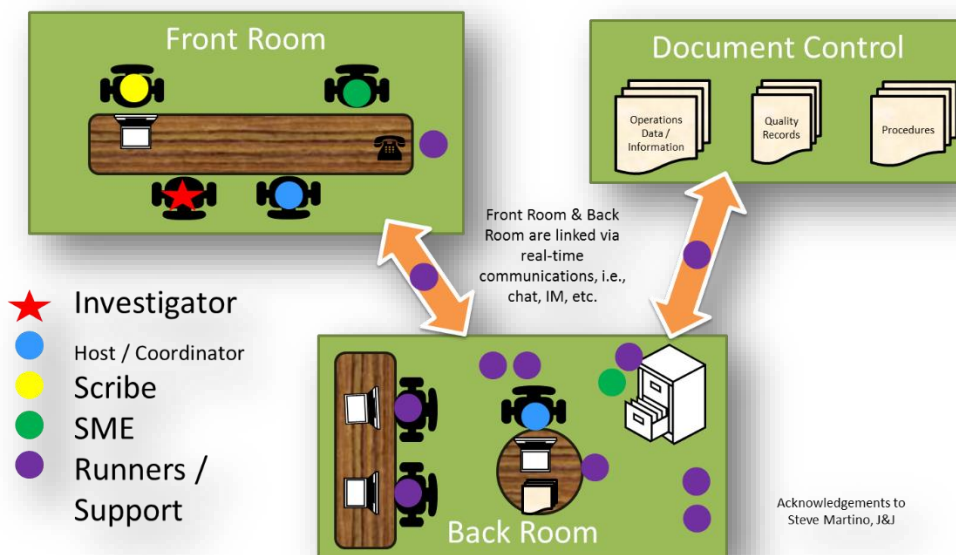 Front Room
Document Control
Operations
Data /
Information
Quality
Records
Procedures
Front Room & Back
Room are linked via
real-time
communications, i.e.,
chat, IM, etc.
Investigator
Host / Coordinator
Scribe
SME
Runners /
Support
Back Room
Acknowledgements to
Steve Martino, J&J